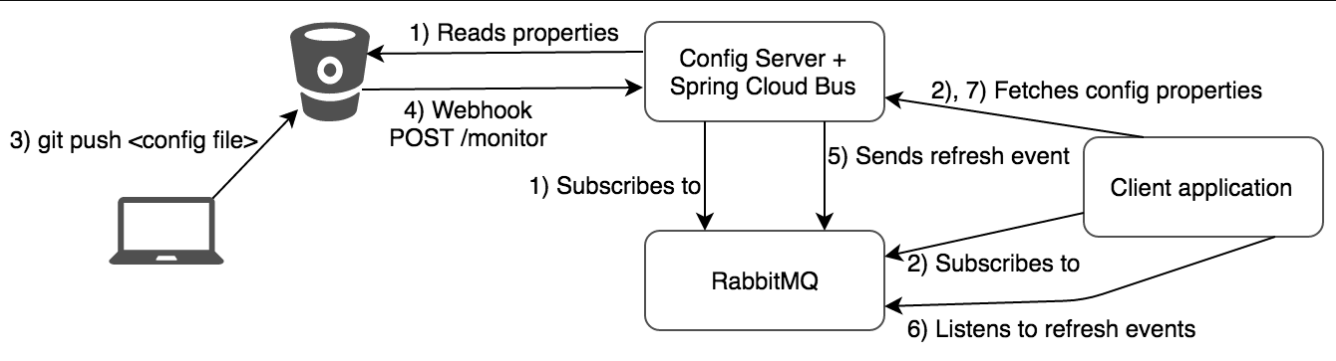 1) Reads properties
Config Server +
Spring Cloud Bus
2), 7) Fetches config properties
4) Webhook
POST /monitor
3) git push <config file>
5) Sends refresh event
1) Subscribes to
Client application
RabbitMQ
2) Subscribes to
6) Listens to refresh events